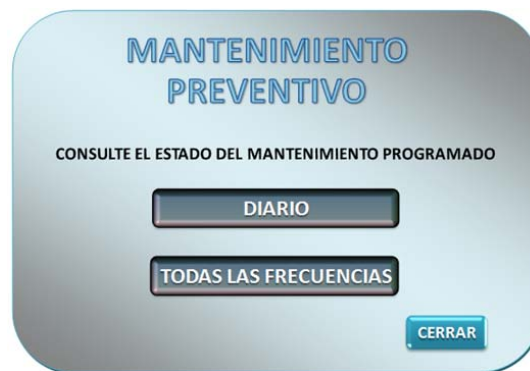 MANTENIMIENTO
PREVENTIVO
CONSULTE EL ESTADO DEL MANTENIMIENTO PROGRAMADO
DIARIO
TODAS LAS FRECUENCIAS
CERRAR